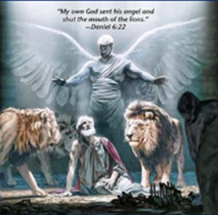 “My own God sent his angel and
shut the mouth of the lions.”
—Daniel 6:22